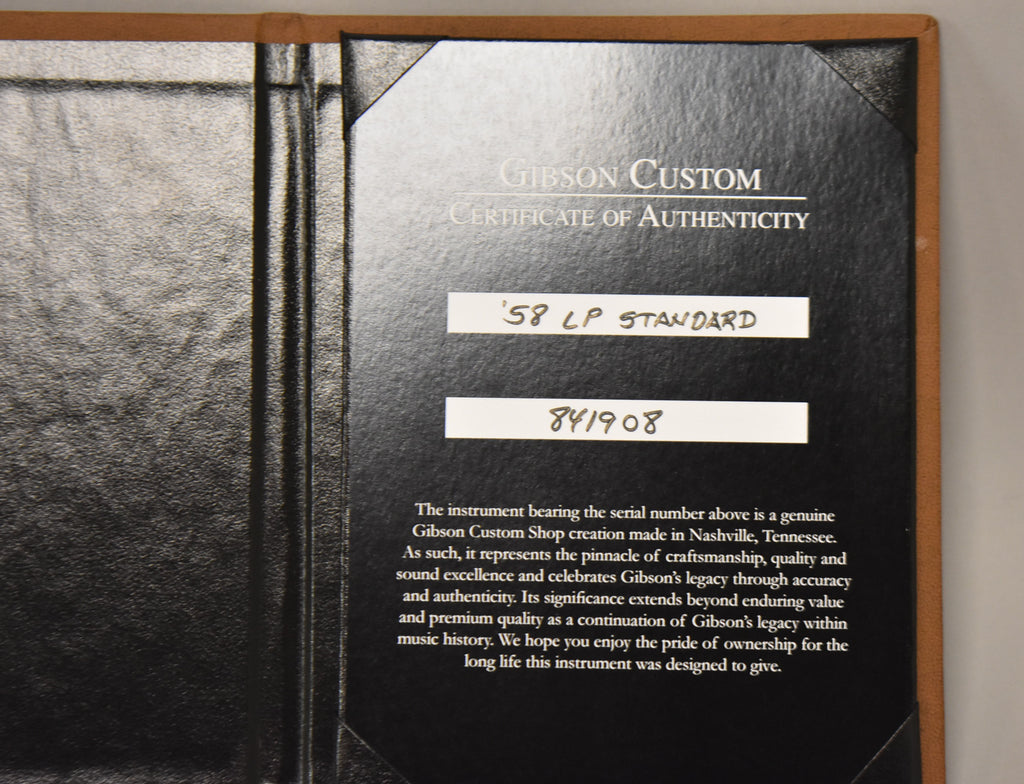 GIBSON CUSTOM
CERTIFICATE OF AUTHENTICITY
'58 LP STANDARD
841908
The instrument bearing the serial number above is a genuine
Gibson Custom Shop creation made in Nashville, Tennessee.
As such, it represents the pinnacle of craftsmanship, quality and
sound excellence and celebrates Gibson's legacy through accuracy
and authenticity. Its significance extends beyond enduring value
and premium quality as a continuation of Gibson's legacy within
music history. We hope you enjoy the pride of ownership for the
long life this instrument was designed to give.